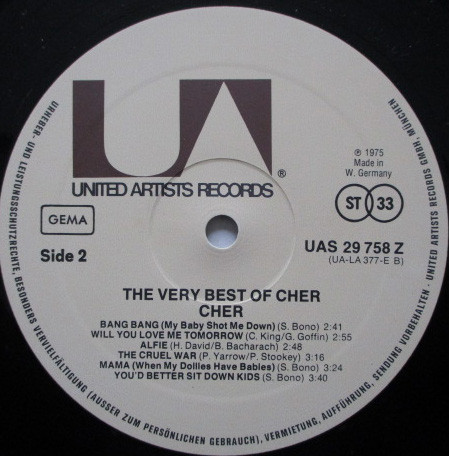 UA
®
UNITED ARTISTS RECORDS
℗ 1975
Made in
W. Germany
GEMA
ST 33
Side 2
UAS 29 758 Z
(UA-LA 377-E B)
THE VERY BEST OF CHER
CHER
BANG BANG (My Baby Shot Me Down) (S. Bono) 2:41
WILL YOU LOVE ME TOMORROW (C. King/G. Goffin) 2:55
ALFIE (H. David/B. Bacharach) 2:48
THE CRUEL WAR (P. Yarrow/P. Stookey) 3:16
MAMA (When My Dollies Have Babies) (S. Bono) 3:24
YOU'D BETTER SIT DOWN KIDS (S. Bono) 3:40
URHEBER- UND LEISTUNGSSCHUTZRECHTE, BESONDERS VERVIELFÄLTIGUNG (AUSSER ZUM PERSÖNLICHEN GEBRAUCH), VERMIETUNG, AUFFÜHRUNG, SENDUNG VORBEHALTEN - UNITED ARTISTS RECORDS GMBH, MÜNCHEN